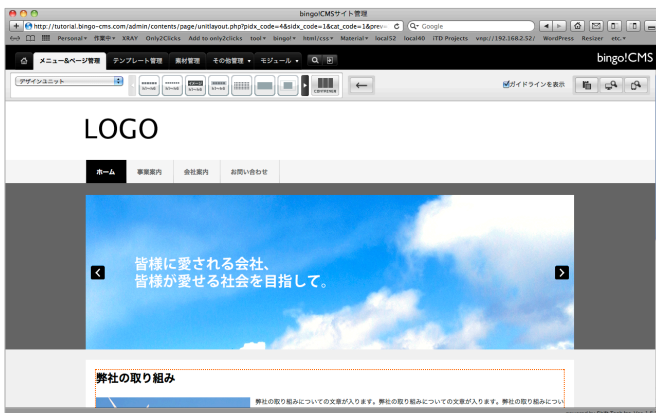 bingo!CMSサイト管理
http://tutorial.bingo-cms.com/admin/contents/page/unitlayout.php?pidx_code=4&sidx_code=1&cat_code=1&prev=
Google
Personal 作業中 XRAY Only2Clicks Add to only2clicks tool bingo! html/css Material local52 local40 iTD Projects vnp://192.168.2.52/ WordPress Resizer etc.
メニュー&ページ管理 テンプレート管理 素材管理 その他管理 モジュール
bingo!CMS
デザインユニット
ガイドラインを表示
LOGO
ホーム 事業案内 会社案内 お問い合わせ
皆様に愛される会社、
皆様が愛せる社会を目指して。
弊社の取り組み
弊社の取り組みについての文章が入ります。弊社の取り組みについての文章が入ります。弊社の取り組みについ